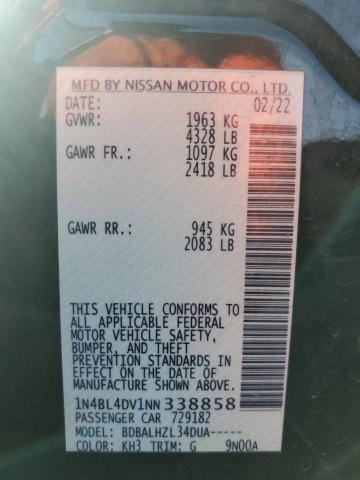 MFD BY NISSAN MOTOR CO., LTD.
DATE: 02/22
GVWR: 1963 KG
4328 LB
GAWR FR.: 1097 KG
2418 LB
GAWR RR.: 945 KG
2083 LB
THIS VEHICLE CONFORMS TO
ALL APPLICABLE FEDERAL
MOTOR VEHICLE SAFETY,
BUMPER, AND THEFT
PREVENTION STANDARDS IN
EFFECT ON THE DATE OF
MANUFACTURE SHOWN ABOVE.
1N4BL4DV1NN338858
PASSENGER CAR 729182
MODEL: BDBALHZL34DUA-----
COLOR: KH3 TRIM: G 9N00A